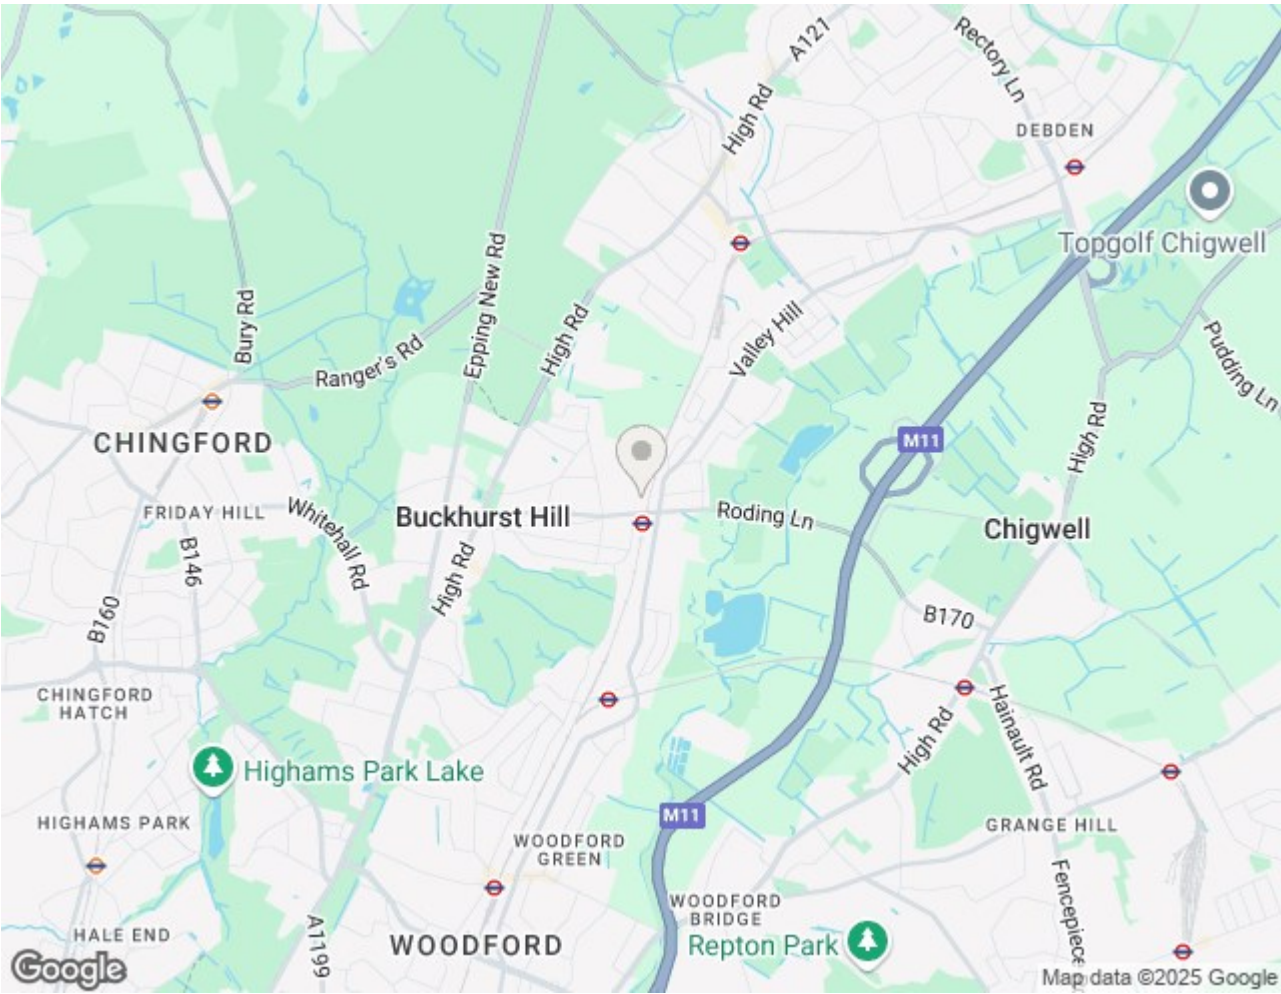 A121
Rectory Ln
High Rd
DEBDEN
Topgolf Chigwell
Epping New Rd
Bury Rd
High Rd
Valley Hill
Ranger's Rd
Pudding Ln
CHINGFORD
M11
High Rd
FRIDAY HILL
Whitehall Rd
Buckhurst Hill
Roding Ln
Chigwell
B146
High Rd
B160
B170
CHINGFORD
HATCH
Hainault Rd
High Rd
Highams Park Lake
M11
HIGHAMS PARK
GRANGE HILL
WOODFORD
GREEN
Fencepiece
WOODFORD
BRIDGE
HALE END
A1199
WOODFORD
Repton Park
Google
Map data ©2025 Google